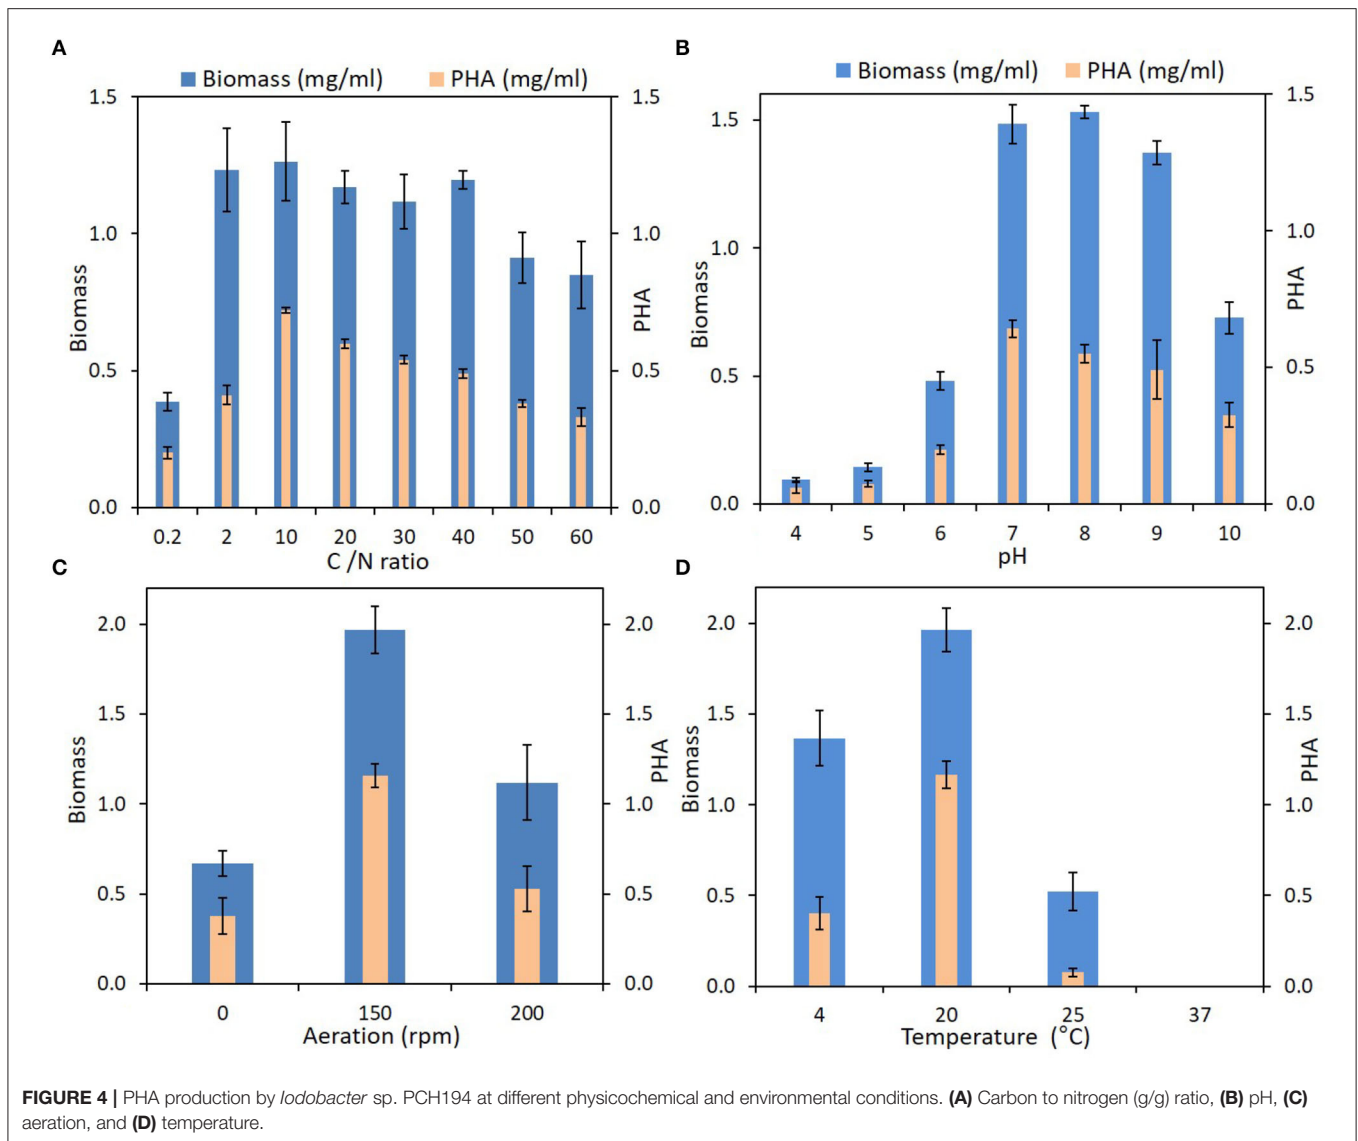 A
Biomass (mg/ml) PHA (mg/ml)
1.5 1.5
1.0 1.0
0.5 0.5
0.0 0.0
Biomass
PHA
0.2 2 10 20 30 40 50 60
C /N ratio
B
Biomass (mg/ml) PHA (mg/ml)
1.5 1.5
1.0 1.0
0.5 0.5
0.0 0.0
Biomass
PHA
4 5 6 7 8 9 10
pH
C
2.0 2.0
1.5 1.5
1.0 1.0
0.5 0.5
0.0 0.0
Biomass
PHA
0 150 200
Aeration (rpm)
D
2.0 2.0
1.5 1.5
1.0 1.0
0.5 0.5
0.0 0.0
Biomass
PHA
4 20 25 37
Temperature (°C)
FIGURE 4 | PHA production by Iodobacter sp. PCH194 at different physicochemical and environmental conditions. (A) Carbon to nitrogen (g/g) ratio, (B) pH, (C)
aeration, and (D) temperature.